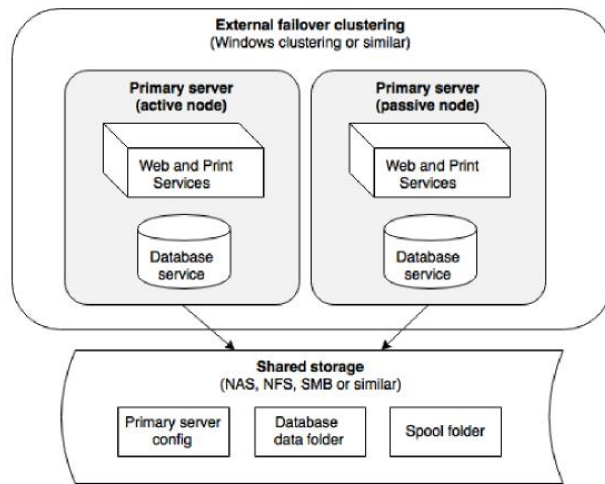 External failover clustering
(Windows clustering or similar)
Primary server
(active node)
Web and Print
Services
Database
service
Primary server
(passive node)
Web and Print
Services
Database
service
Shared storage
(NAS, NFS, SMB or similar)
Primary server
config
Database
data folder
Spool folder